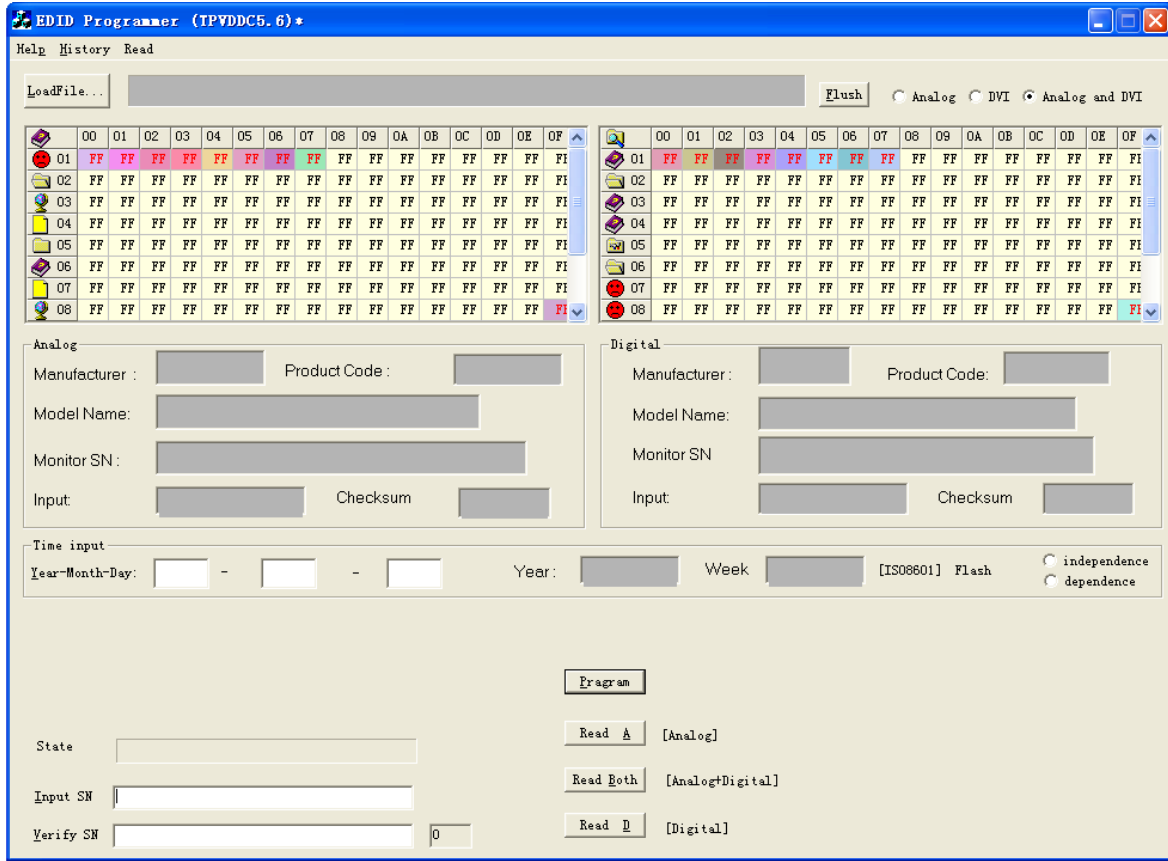 EDID Programmer (TPVDDC5.6)*
Help History Read
LoadFile... Flush Analog DVI Analog and DVI
00 01 02 03 04 05 06 07 08 09 0A 0B 0C 0D 0E 0F 00 01 02 03 04 05 06 07 08 09 0A 0B 0C 0D 0E 0F
01 FF FF FF FF FF FF FF FF FF FF FF FF FF FF FF FF 01 FF FF FF FF FF FF FF FF FF FF FF FF FF FF FF FF
02 FF FF FF FF FF FF FF FF FF FF FF FF FF FF FF FF 02 FF FF FF FF FF FF FF FF FF FF FF FF FF FF FF FF
03 FF FF FF FF FF FF FF FF FF FF FF FF FF FF FF FF 03 FF FF FF FF FF FF FF FF FF FF FF FF FF FF FF FF
04 FF FF FF FF FF FF FF FF FF FF FF FF FF FF FF FF 04 FF FF FF FF FF FF FF FF FF FF FF FF FF FF FF FF
05 FF FF FF FF FF FF FF FF FF FF FF FF FF FF FF FF 05 FF FF FF FF FF FF FF FF FF FF FF FF FF FF FF FF
06 FF FF FF FF FF FF FF FF FF FF FF FF FF FF FF FF 06 FF FF FF FF FF FF FF FF FF FF FF FF FF FF FF FF
07 FF FF FF FF FF FF FF FF FF FF FF FF FF FF FF FF 07 FF FF FF FF FF FF FF FF FF FF FF FF FF FF FF FF
08 FF FF FF FF FF FF FF FF FF FF FF FF FF FF FF FF 08 FF FF FF FF FF FF FF FF FF FF FF FF FF FF FF FF
Analog
Manufacturer : Product Code :
Model Name:
Monitor SN :
Input: Checksum
Digital
Manufacturer : Product Code:
Model Name:
Monitor SN
Input: Checksum
Time input
Year-Month-Day: - - Year : Week [ISO8601] Flash independence
dependence
Pragram
Read A [Analog]
State
Read Both [Analog+Digital]
Input SN
Read D [Digital]
Verify SN 0